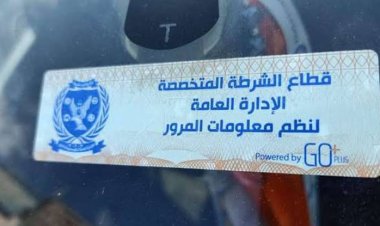 T
قطاع الشرطة المتخصصة
الإدارة العامة
لنظم معلومات المرور
Powered by GO+ PLUS